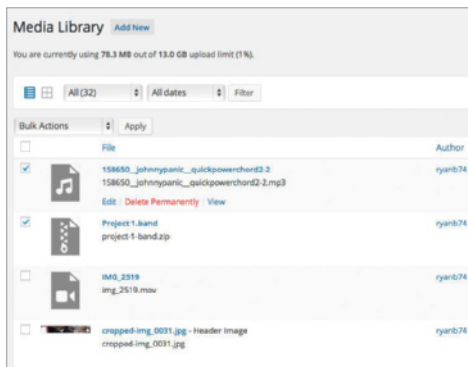 Media Library Add New
You are currently using 78.3 MB out of 13.0 GB upload limit (1%).
All (32) All dates Filter
Bulk Actions Apply
File Author
158650__johnnypanic__quickpowerchord2-2 ryanb74
158650__johnnypanic__quickpowerchord2-2.mp3
Edit | Delete Permanently | View
Project 1.band ryanb74
project-1-band.zip
IMG_2519 ryanb74
img_2519.mov
cropped-img_0031.jpg - Header Image ryanb74
cropped-img_0031.jpg